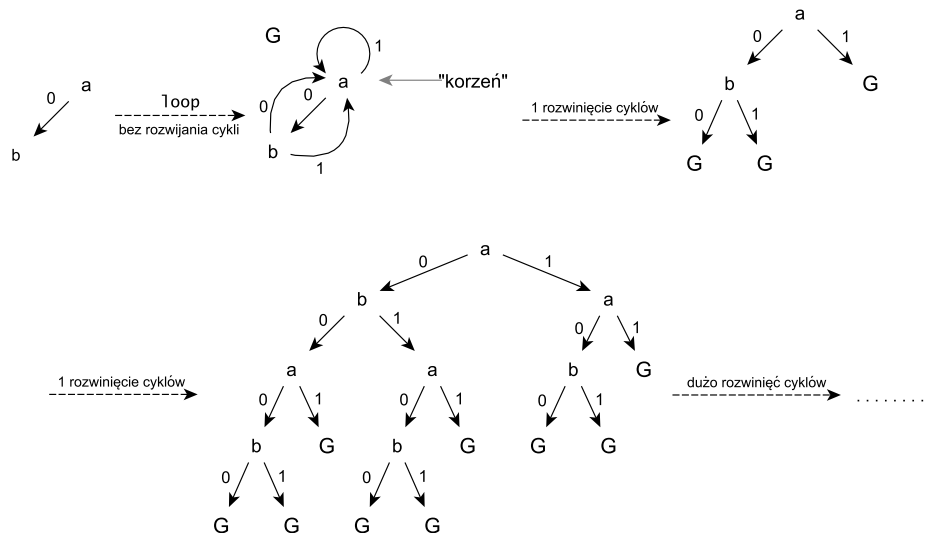 a
0
b
loop
bez rozwijania cykli
G
1
a
0
0
b
1
"korzeń"
1 rozwinięcie cyklów
a
0 1
b G
0 1
G G
a
0 1
b a
0 1 0 1
1 rozwinięcie cyklów
a a b G
dużo rozwinięć cyklów
. . . . . . . .
0 1 0 1 0 1
b G b G G G
0 1 0 1
G G G G